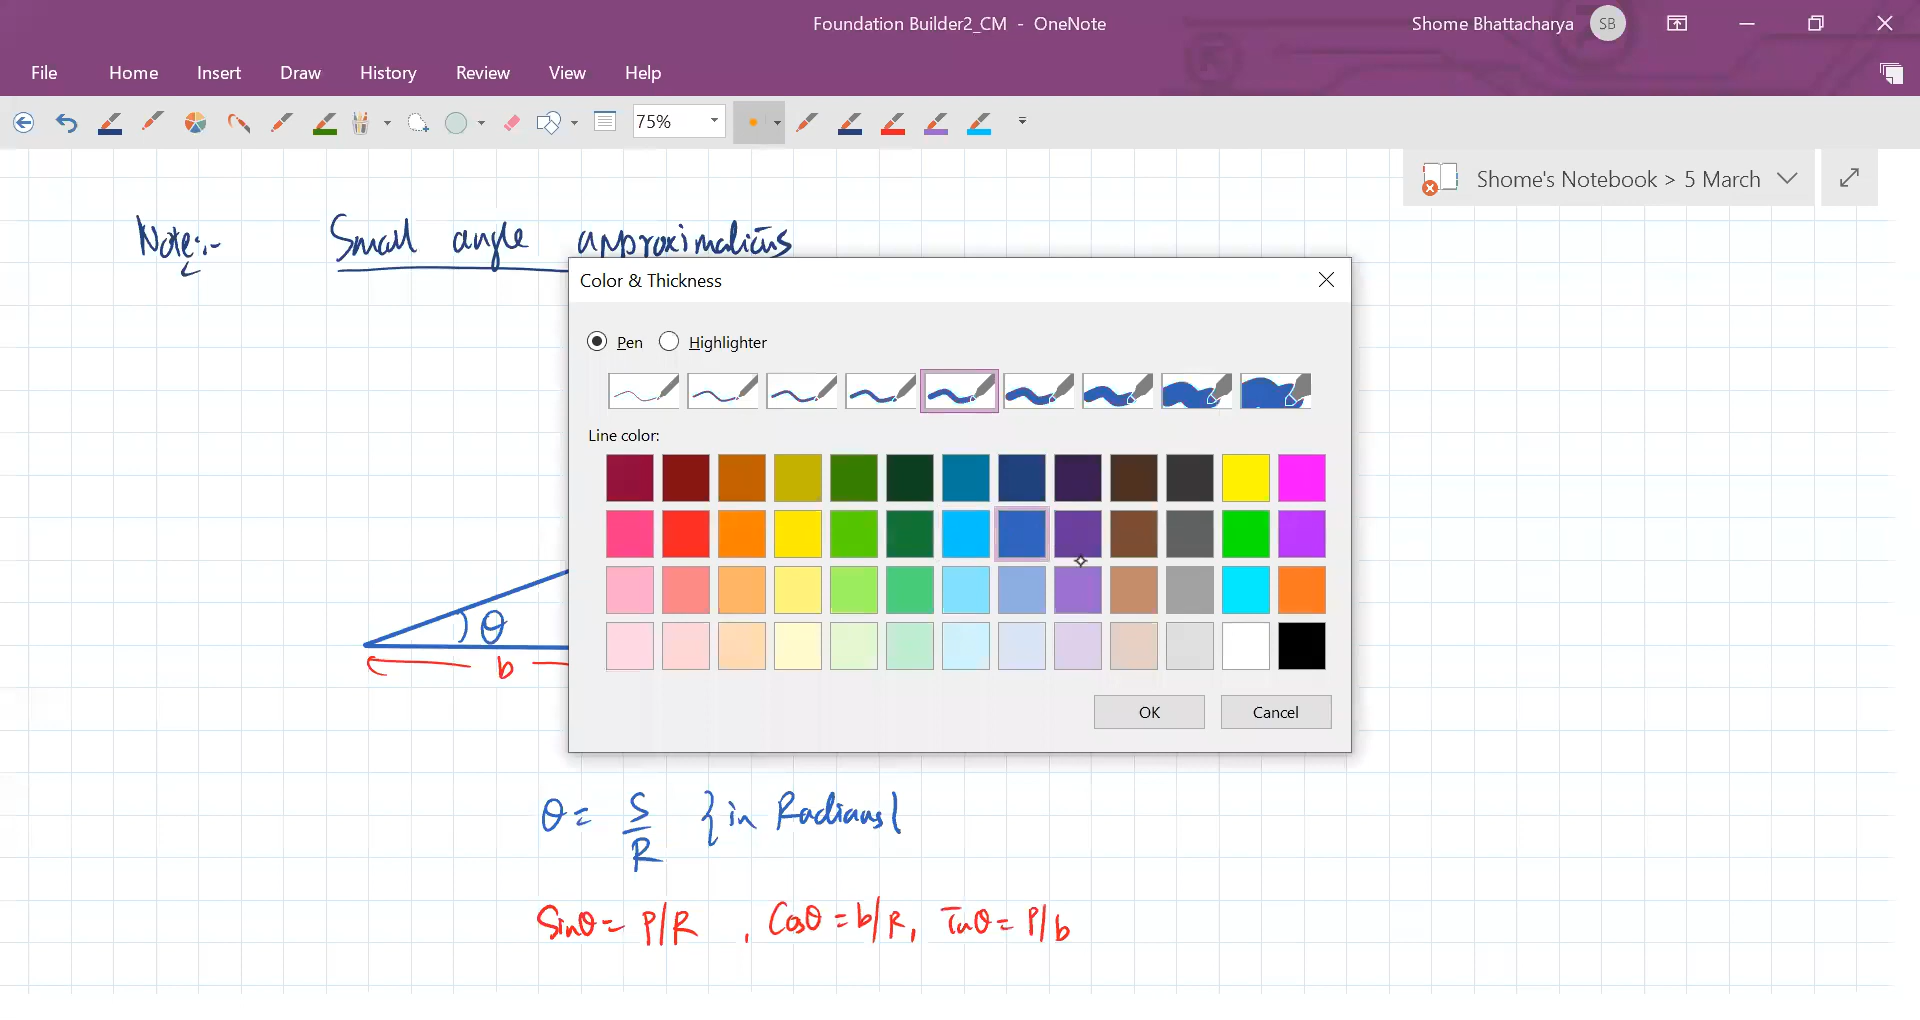 Foundation Builder2_CM - OneNote
Shome Bhattacharya SB
File Home Insert Draw History Review View Help
75%
Shome's Notebook > 5 March
Note:- Small angle approximations
Color & Thickness
Pen Highlighter
Line color:
θ
b
OK Cancel
θ = S/R {in Radians}
Sinθ = P/R , Cosθ = b/R, Tanθ = P/b